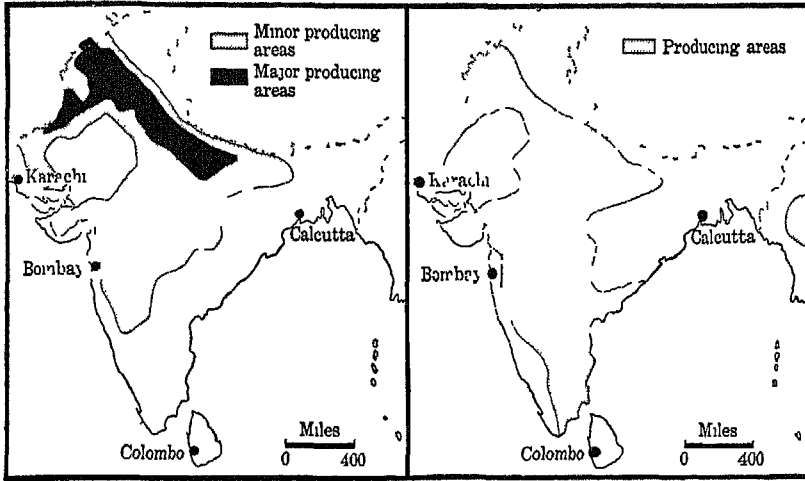 Minor producing
areas
Major producing
areas
Karachi
Calcutta
Bombay
Colombo
Miles
0 400
Producing areas
Karachi
Calcutta
Bombay
Colombo
Miles
0 400